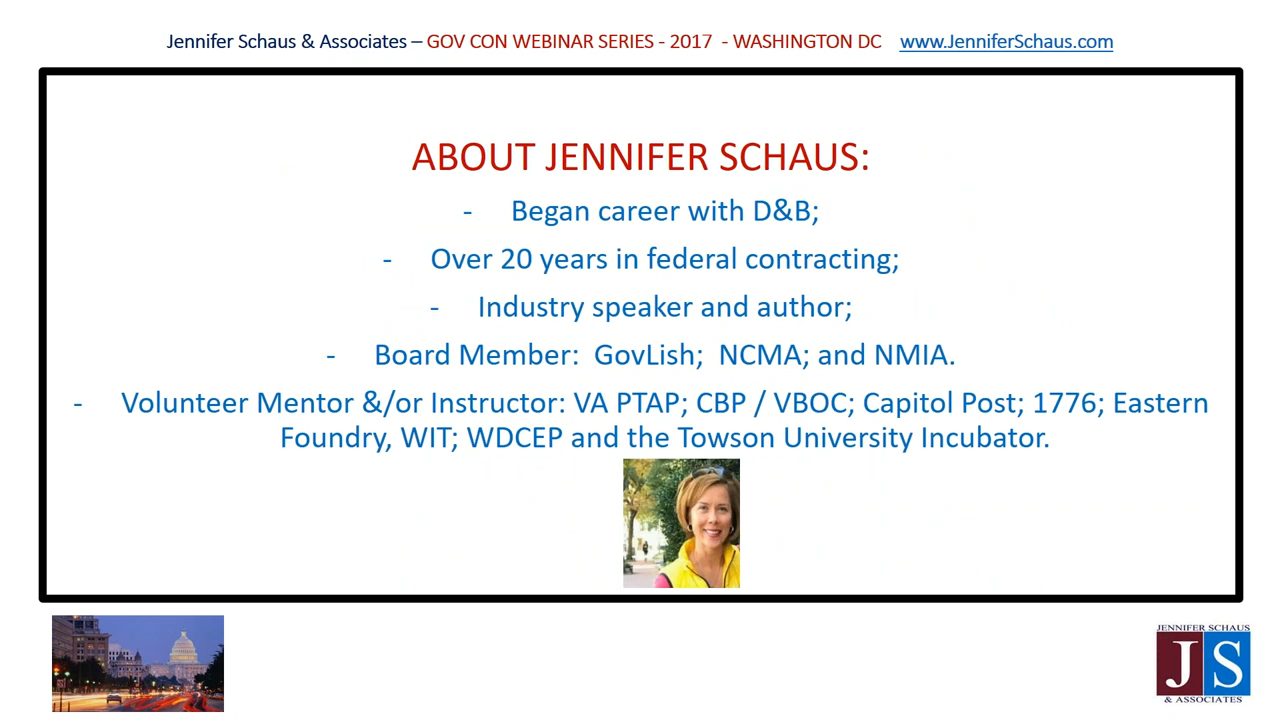 Jennifer Schaus & Associates – GOV CON WEBINAR SERIES - 2017 - WASHINGTON DC www.JenniferSchaus.com
ABOUT JENNIFER SCHAUS:
- Began career with D&B;
- Over 20 years in federal contracting;
- Industry speaker and author;
- Board Member: GovLish; NCMA; and NMIA.
- Volunteer Mentor &/or Instructor: VA PTAP; CBP / VBOC; Capitol Post; 1776; Eastern
Foundry, WIT; WDCEP and the Towson University Incubator.
JENNIFER SCHAUS
JS
& ASSOCIATES